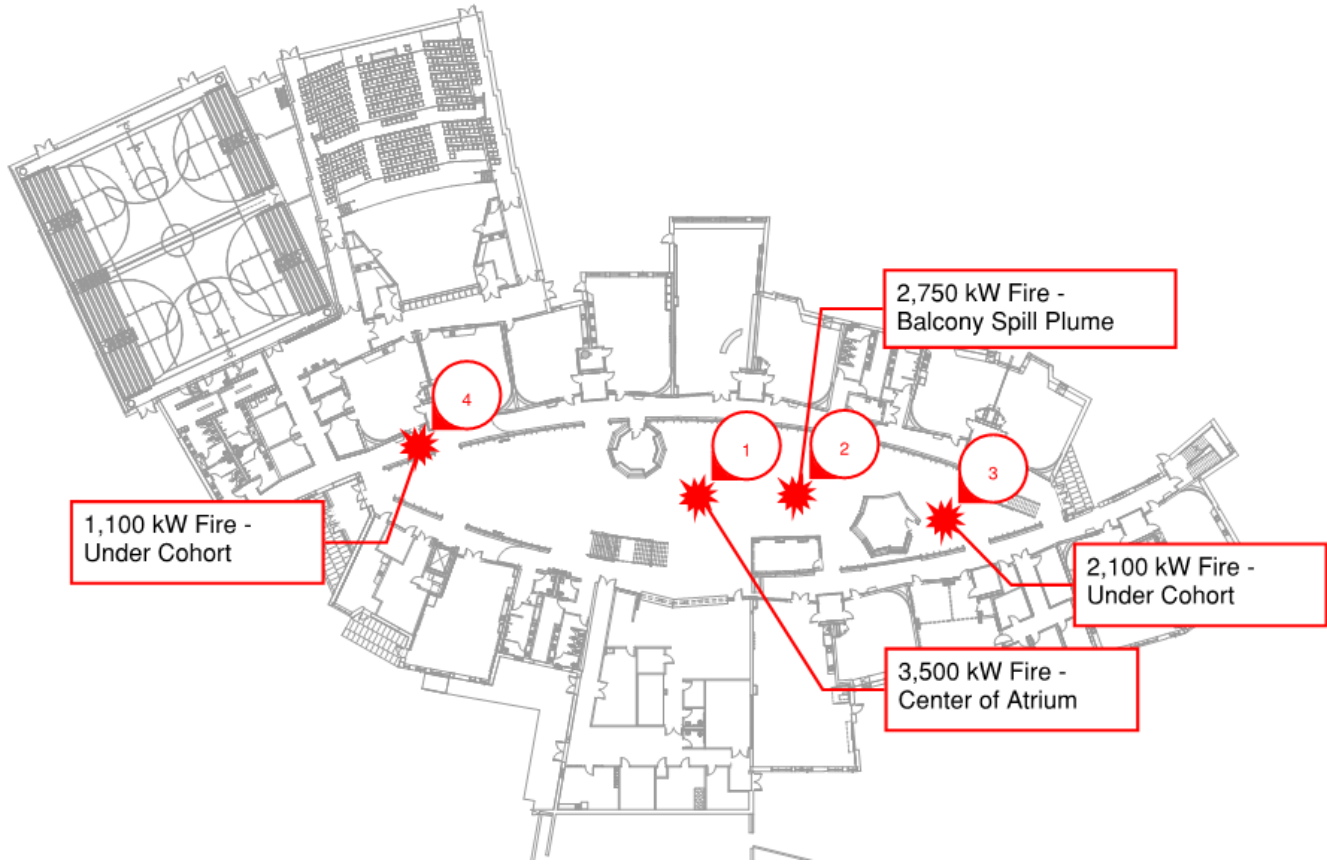 2,750 kW Fire -
Balcony Spill Plume
4
1
2
3
1,100 kW Fire -
Under Cohort
2,100 kW Fire -
Under Cohort
3,500 kW Fire -
Center of Atrium